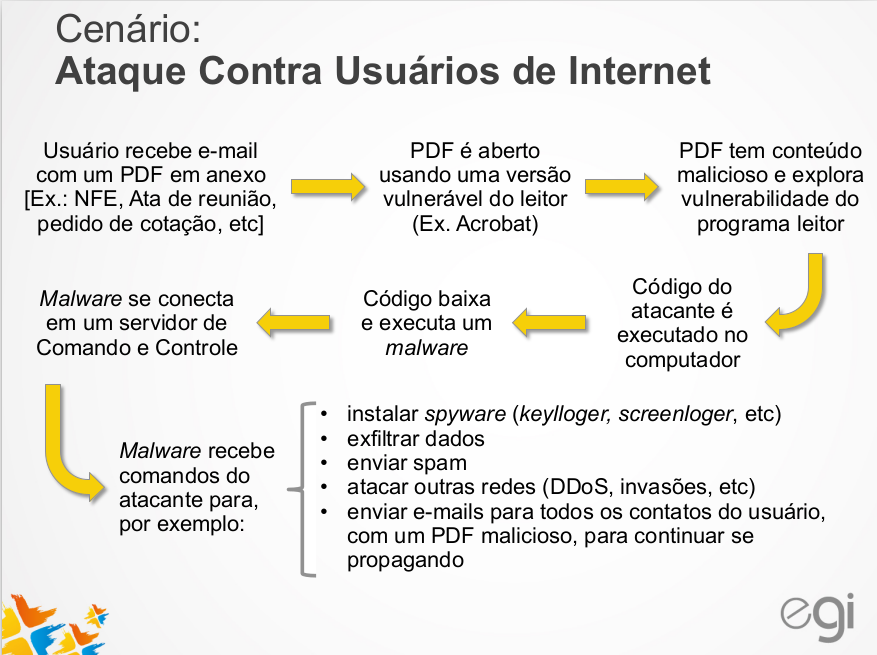 Cenário:
Ataque Contra Usuários de Internet
Usuário recebe e-mail
com um PDF em anexo
[Ex.: NFE, Ata de reunião,
pedido de cotação, etc]
PDF é aberto
usando uma versão
vulnerável do leitor
(Ex. Acrobat)
PDF tem conteúdo
malicioso e explora
vulnerabilidade do
programa leitor
Código do
atacante é
executado no
computador
Código baixa
e executa um
malware
Malware se conecta
em um servidor de
Comando e Controle
Malware recebe
comandos do
atacante para,
por exemplo:
• instalar spyware (keylloger, screenloger, etc)
• exfiltrar dados
• enviar spam
• atacar outras redes (DDoS, invasões, etc)
• enviar e-mails para todos os contatos do usuário,
com um PDF malicioso, para continuar se
propagando
egi